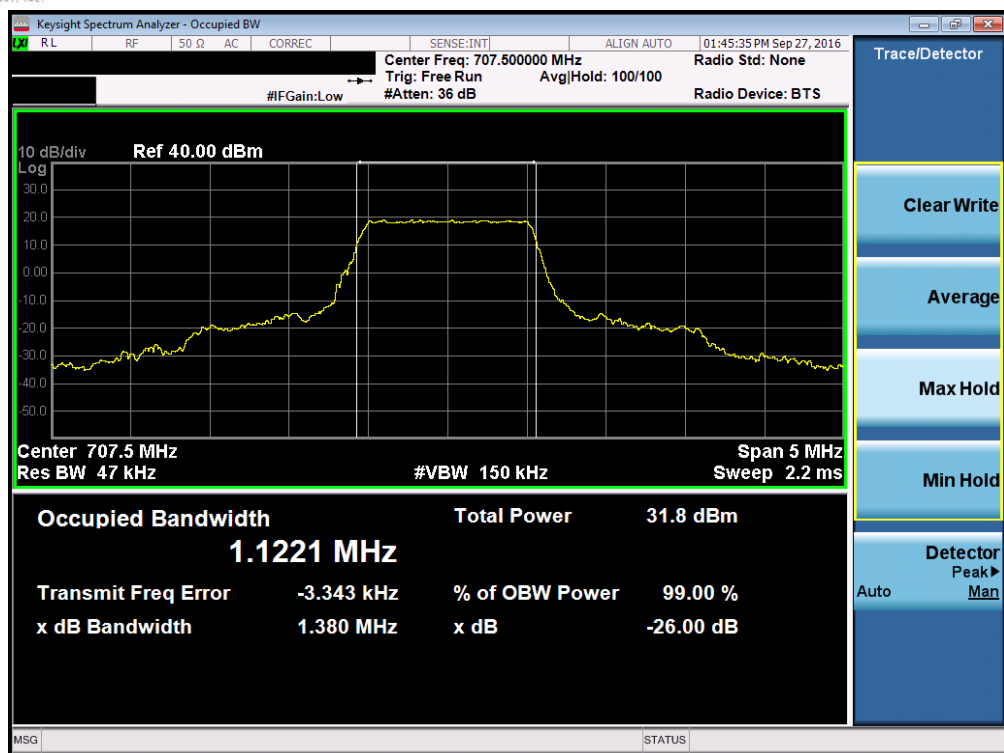 Keysight Spectrum Analyzer - Occupied BW
LXI RL RF 50 Ω AC CORREC SENSE:INT ALIGN AUTO 01:45:35 PM Sep 27, 2016
Center Freq: 707.500000 MHz Radio Std: None
Trig: Free Run Avg|Hold: 100/100
#IFGain:Low #Atten: 36 dB Radio Device: BTS
10 dB/div Ref 40.00 dBm
Log
30.0
20.0
10.0
0.00
-10.0
-20.0
-30.0
-40.0
-50.0
Center 707.5 MHz Span 5 MHz
Res BW 47 kHz #VBW 150 kHz Sweep 2.2 ms
Occupied Bandwidth Total Power 31.8 dBm
1.1221 MHz
Transmit Freq Error -3.343 kHz % of OBW Power 99.00 %
x dB Bandwidth 1.380 MHz x dB -26.00 dB
MSG STATUS
Trace/Detector
Clear Write
Average
Max Hold
Min Hold
Detector
Peak▶
Auto Man